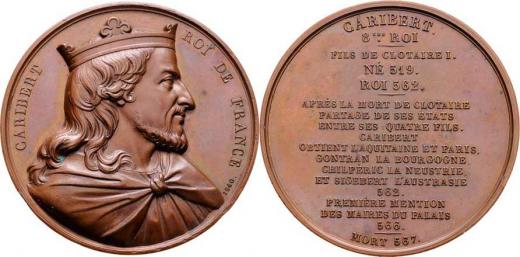 CARIBERT ROI DE FRANCE
1840.
CARIBERT.
8ME ROI
FILS DE CLOTAIRE I.
NÉ 519.
ROI 562.
APRÈS LA MORT DE CLOTAIRE
PARTAGE DE SES ETATS
ENTRE SES QUATRE FILS.
CARIBERT
OBTIENT L'AQUITAINE ET PARIS,
GONTRAN LA BOURGOGNE
CHILPERIC LA NEUSTRIE,
ET SIGEBERT L'AUSTRASIE
562.
PREMIÈRE MENTION
DES MAIRES DU PALAIS
566.
MORT 567.